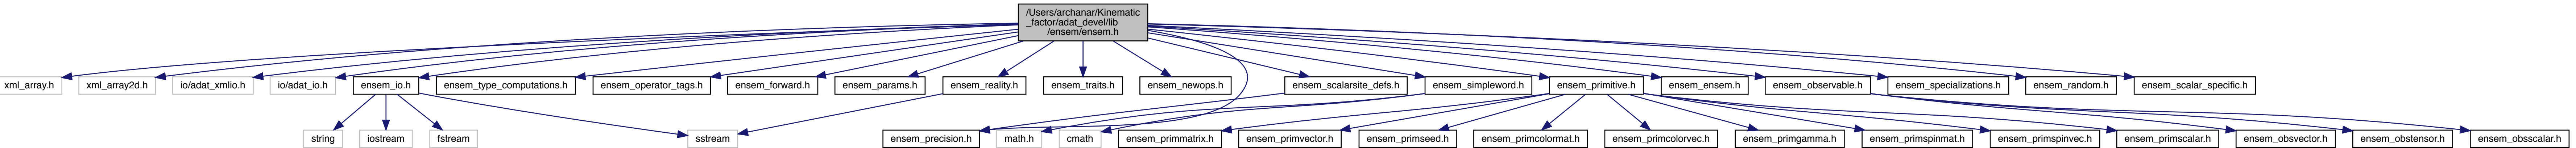 /Users/archanar/Kinematic
_factor/adat_devel/lib
/ensem/ensem.h
xml_array.h
xml_array2d.h
io/adat_xmlio.h
io/adat_io.h
ensem_io.h
ensem_type_computations.h
ensem_operator_tags.h
ensem_forward.h
ensem_params.h
ensem_reality.h
ensem_traits.h
ensem_newops.h
ensem_scalarsite_defs.h
ensem_simpleword.h
ensem_primitive.h
ensem_ensem.h
ensem_observable.h
ensem_specializations.h
ensem_random.h
ensem_scalar_specific.h
string
iostream
fstream
sstream
ensem_precision.h
math.h
cmath
ensem_primmatrix.h
ensem_primvector.h
ensem_primseed.h
ensem_primcolormat.h
ensem_primcolorvec.h
ensem_primgamma.h
ensem_primspinmat.h
ensem_primspinvec.h
ensem_primscalar.h
ensem_obsvector.h
ensem_obstensor.h
ensem_obsscalar.h